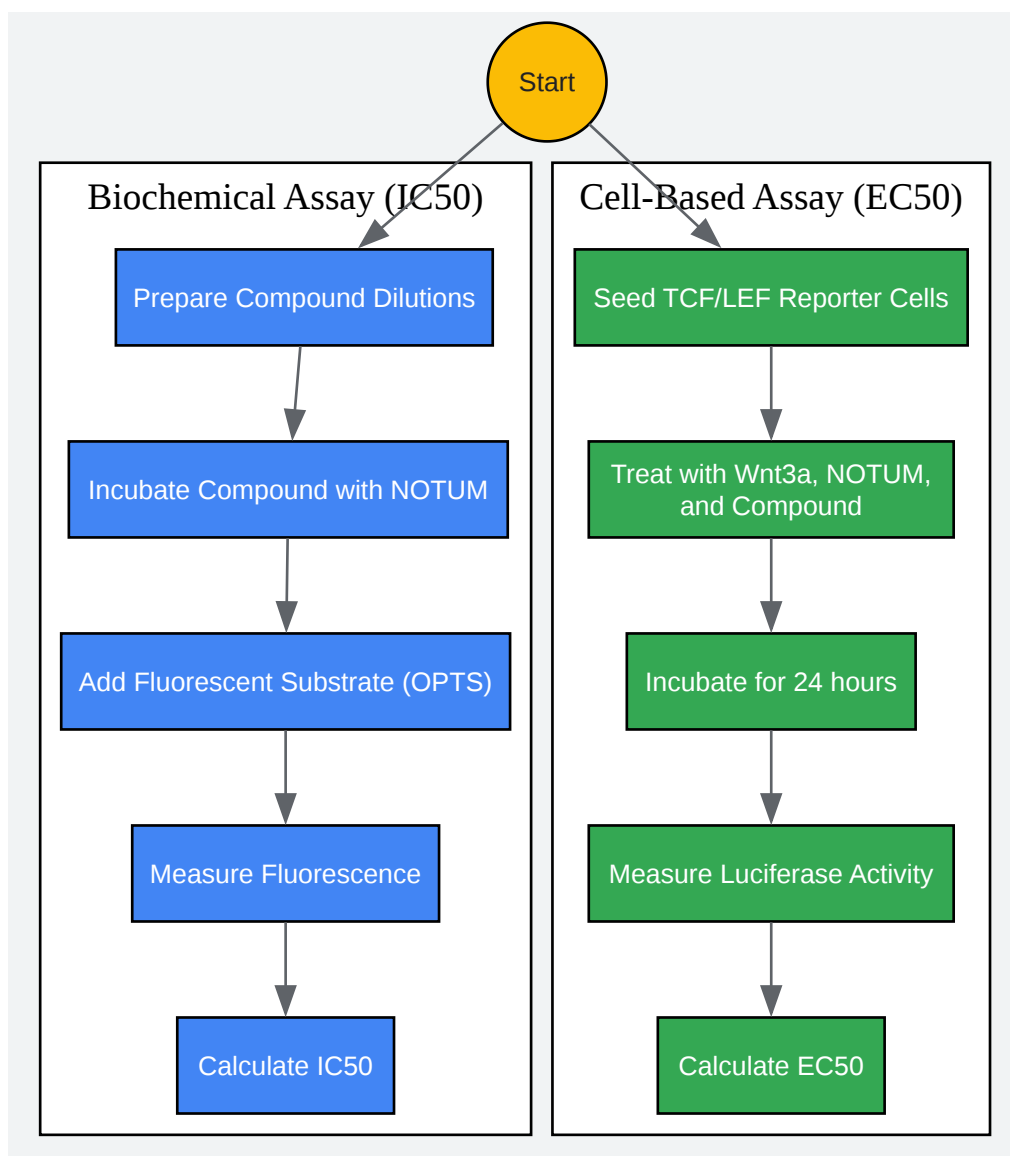 Start
Biochemical Assay (IC50)
Prepare Compound Dilutions
Incubate Compound with NOTUM
Add Fluorescent Substrate (OPTS)
Measure Fluorescence
Calculate IC50
Cell-Based Assay (EC50)
Seed TCF/LEF Reporter Cells
Treat with Wnt3a, NOTUM,
and Compound
Incubate for 24 hours
Measure Luciferase Activity
Calculate EC50